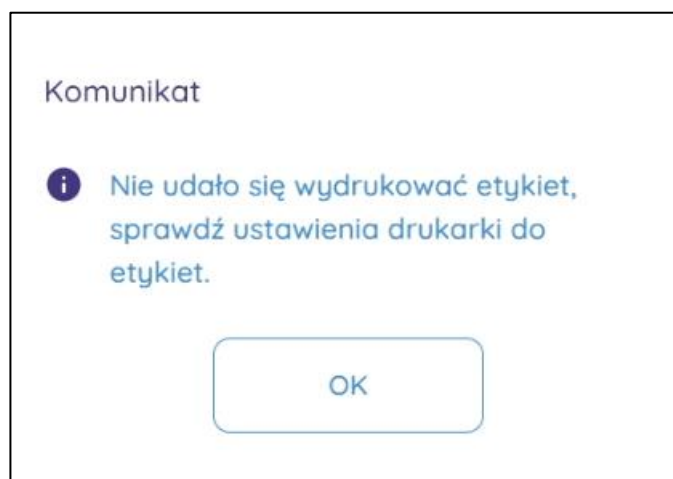 Komunikat
Nie udało się wydrukować etykiet,
sprawdź ustawienia drukarki do
etykiet.
OK